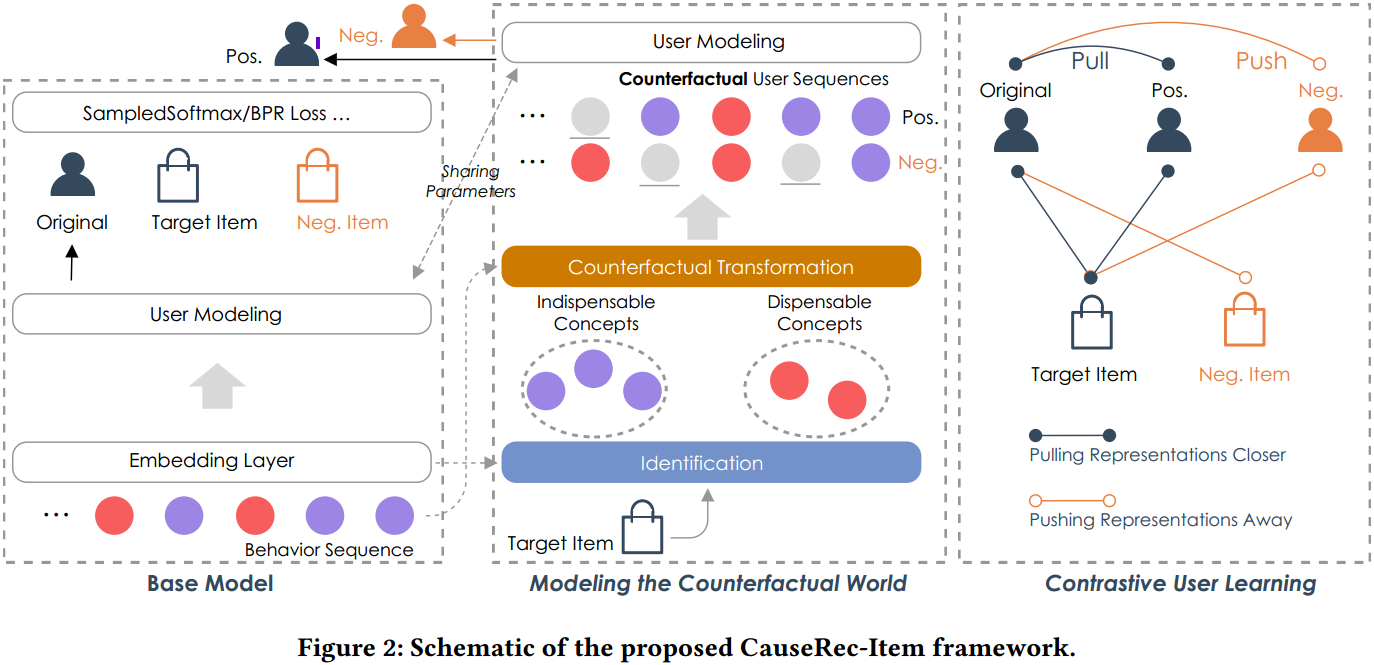 Pos.
Neg.
SampledSoftmax/BPR Loss ...
Original
Target Item
Neg. Item
User Modeling
Embedding Layer
...
Behavior Sequence
Base Model
User Modeling
Counterfactual User Sequences
... Pos.
... Neg.
Sharing
Parameters
Counterfactual Transformation
Indispensable
Concepts
Dispensable
Concepts
Identification
Target Item
Modeling the Counterfactual World
Pull
Push
Original
Pos.
Neg.
Target Item
Neg. Item
Pulling Representations Closer
Pushing Representations Away
Contrastive User Learning
Figure 2: Schematic of the proposed CauseRec-Item framework.